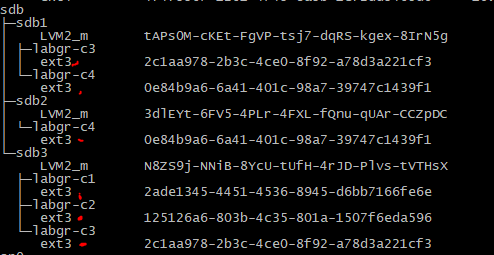 sdb
├─sdb1
│ LVM2_m tAPs0M-cKEt-FgVP-tsj7-dqRS-kgex-8IrN5g
│ ├─labgr-c3
│ │ ext3 2c1aa978-2b3c-4ce0-8f92-a78d3a221cf3
│ └─labgr-c4
│ ext3 0e84b9a6-6a41-401c-98a7-39747c1439f1
├─sdb2
│ LVM2_m 3dlEYt-6FV5-4PLr-4FXL-fQnu-qUAr-CCZpDC
│ └─labgr-c4
│ ext3 0e84b9a6-6a41-401c-98a7-39747c1439f1
└─sdb3
LVM2_m N8ZS9j-NNiB-8YcU-tUfH-4rJD-Plvs-tVTHsX
├─labgr-c1
│ ext3 2ade1345-4451-4536-8945-d6bb7166fe6e
├─labgr-c2
│ ext3 125126a6-803b-4c35-801a-1507f6eda596
└─labgr-c3
ext3 2c1aa978-2b3c-4ce0-8f92-a78d3a221cf3